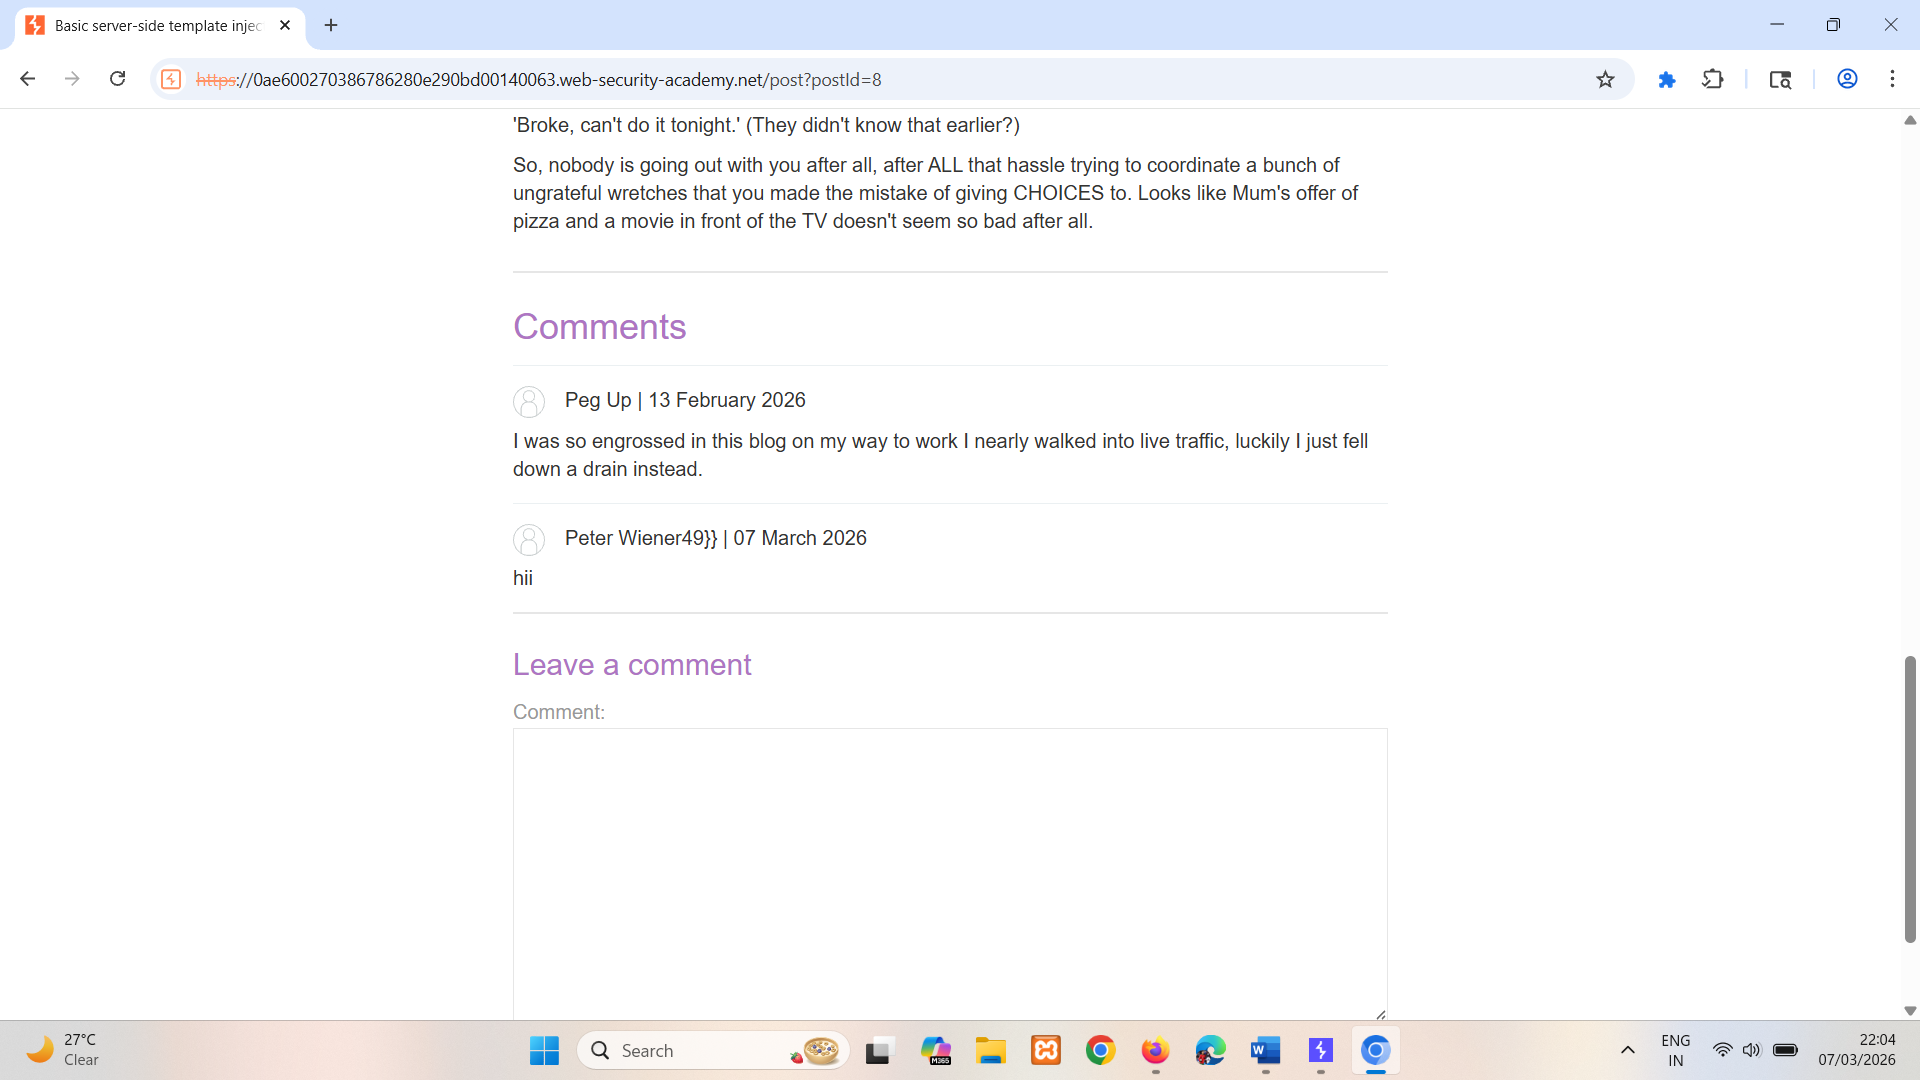 Basic server-side template injec
https://0ae600270386786280e290bd00140063.web-security-academy.net/post?postId=8
'Broke, can't do it tonight.' (They didn't know that earlier?)
So, nobody is going out with you after all, after ALL that hassle trying to coordinate a bunch of
ungrateful wretches that you made the mistake of giving CHOICES to. Looks like Mum's offer of
pizza and a movie in front of the TV doesn't seem so bad after all.
Comments
Peg Up | 13 February 2026
I was so engrossed in this blog on my way to work I nearly walked into live traffic, luckily I just fell
down a drain instead.
Peter Wiener49}} | 07 March 2026
hii
Leave a comment
Comment:
27°C
Clear
Search
M365
W
ENG
IN
22:04
07/03/2026